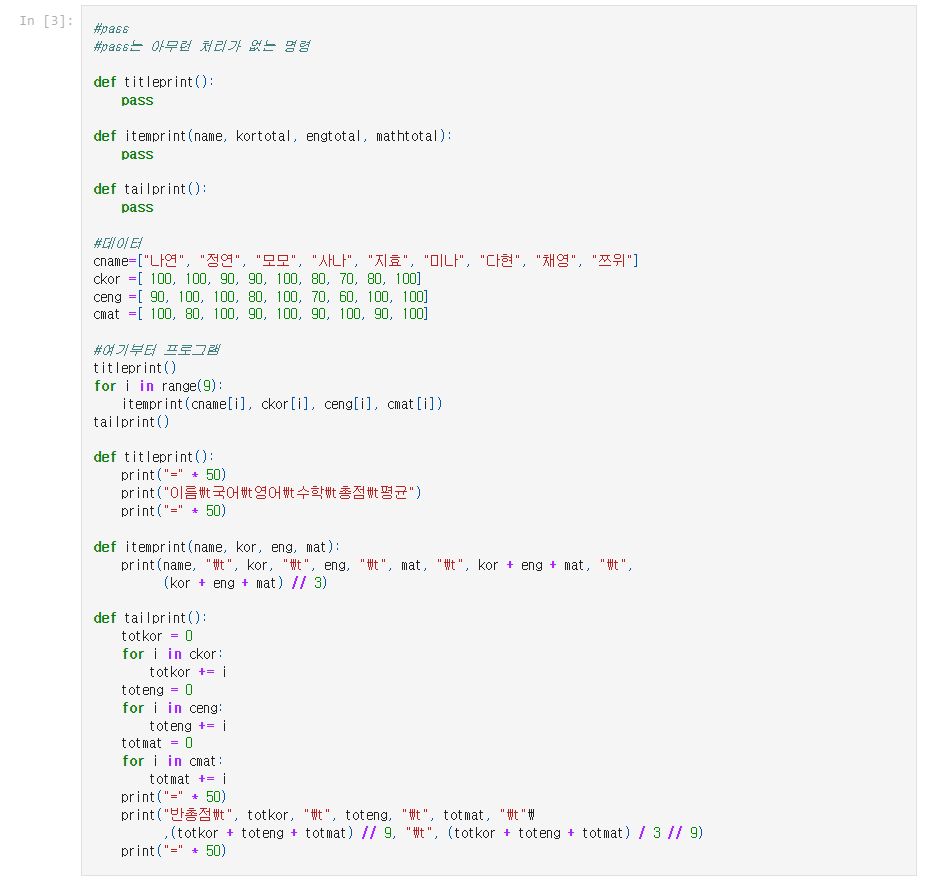 In [3]:
#pass
#pass는 아무런 처리가 없는 명령
def titleprint():
    pass
def itemprint(name, kortotal, engtotal, mathtotal):
    pass
def tailprint():
    pass
#데이터
cname=["나연", "정연", "모모", "사나", "지효", "미나", "다현", "채영", "쯔위"]
ckor =[ 100, 100, 90, 90, 100, 80, 70, 80, 100]
ceng =[ 90, 100, 100, 80, 100, 70, 60, 100, 100]
cmat =[ 100, 80, 100, 90, 100, 90, 100, 90, 100]
#여기부터 프로그램
titleprint()
for i in range(9):
    itemprint(cname[i], ckor[i], ceng[i], cmat[i])
tailprint()
def titleprint():
    print("=" * 50)
    print("이름₩t국어₩t영어₩t수학₩t총점₩t평균")
    print("=" * 50)
def itemprint(name, kor, eng, mat):
    print(name, "₩t", kor, "₩t", eng, "₩t", mat, "₩t", kor + eng + mat, "₩t",
          (kor + eng + mat) // 3)
def tailprint():
    totkor = 0
    for i in ckor:
        totkor += i
    toteng = 0
    for i in ceng:
        toteng += i
    totmat = 0
    for i in cmat:
        totmat += i
    print("=" * 50)
    print("반총점₩t", totkor, "₩t", toteng, "₩t", totmat, "₩t"₩
          ,(totkor + toteng + totmat) // 9, "₩t", (totkor + toteng + totmat) / 3 // 9)
    print("=" * 50)